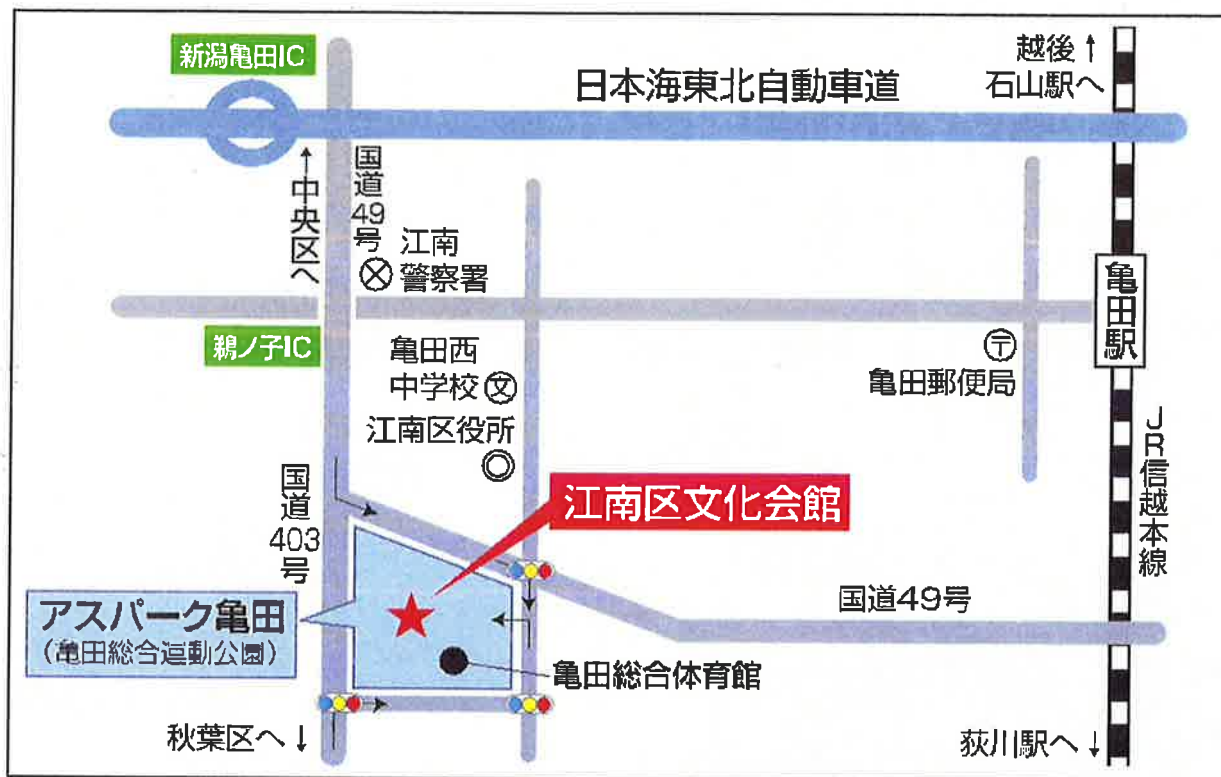 新潟亀田IC
越後↑
石山駅へ
日本海東北自動車道
↑中央区へ
国道49号
江南
警察署
亀田駅
鵜ノ子IC
亀田西
中学校 文
〒
亀田郵便局
江南区役所
JR信越本線
国道403号
江南区文化会館
国道49号
アスパーク亀田
(亀田総合運動公園)
亀田総合体育館
秋葉区へ↓
荻川駅へ↓